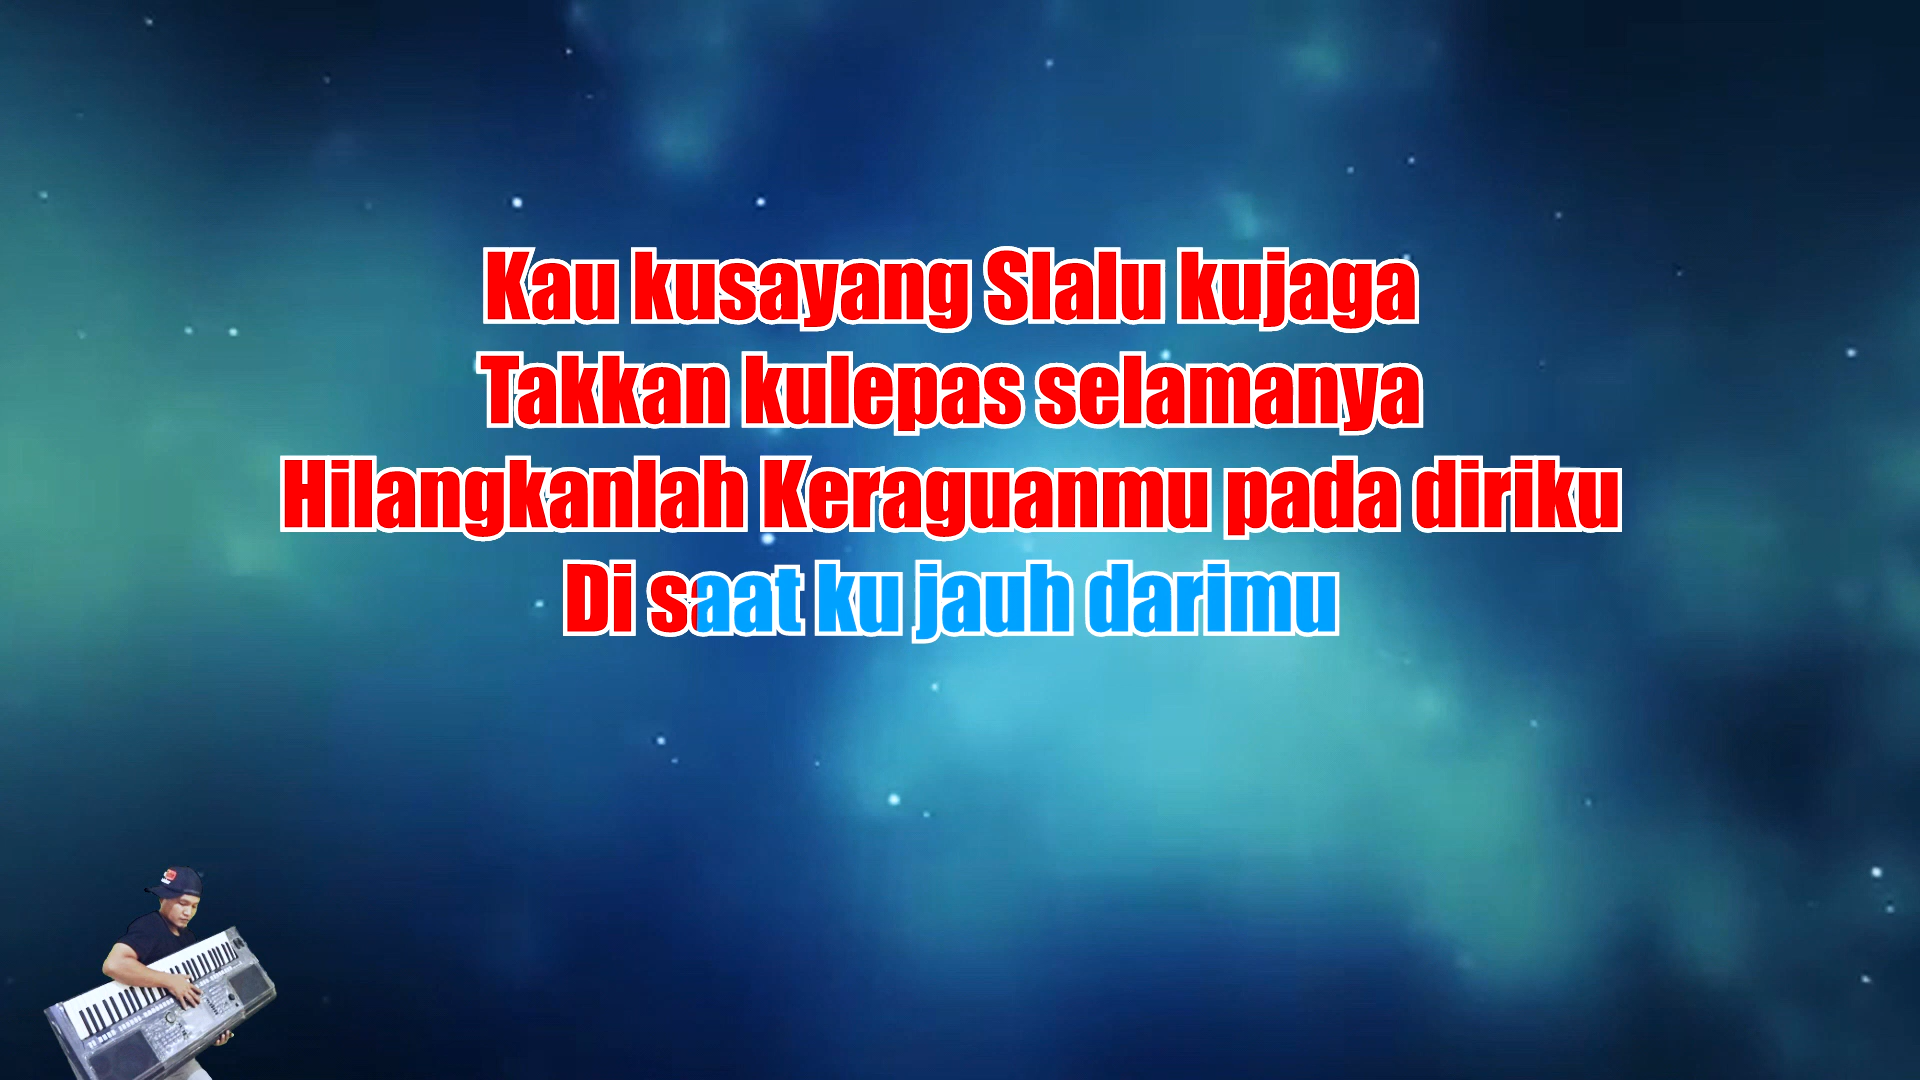 Kau kusayang Slalu kujaga
Takkan kulepas selamanya
Hilangkanlah Keraguanmu pada diriku
Di saat ku jauh darimu